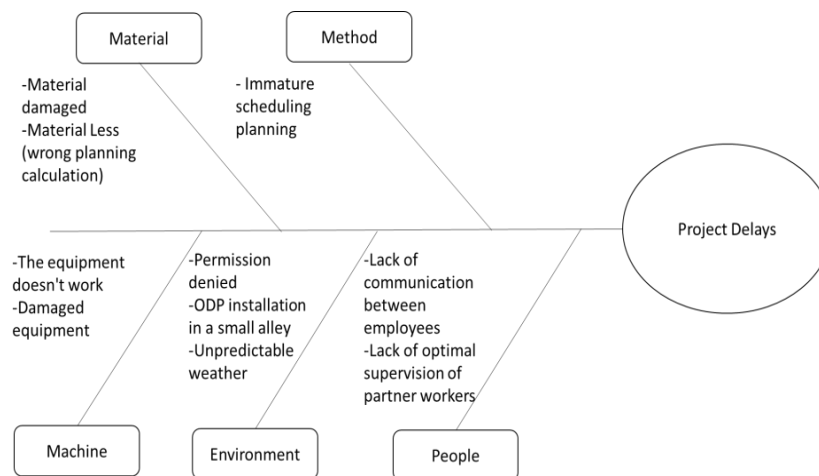 Material
Method
-Material
damaged
-Material Less
(wrong planning
calculation)
- Immature
scheduling
planning
Project Delays
-The equipment
doesn't work
-Damaged
equipment
-Permission
denied
-ODP installation
in a small alley
-Unpredictable
weather
-Lack of
communication
between
employees
-Lack of optimal
supervision of
partner workers
Machine
Environment
People